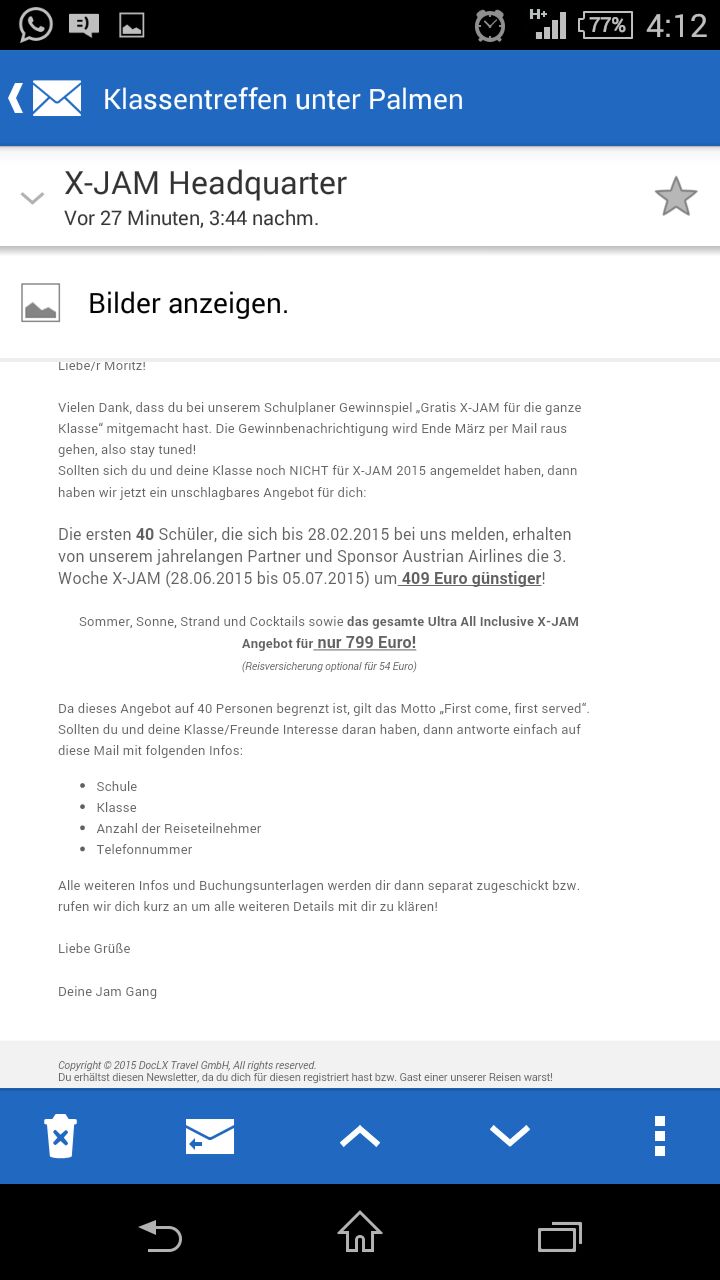 H+ 77% 4:12
Klassentreffen unter Palmen
X-JAM Headquarter
Vor 27 Minuten, 3:44 nachm.
Bilder anzeigen.
Liebe/r Moritz!
Vielen Dank, dass du bei unserem Schulplaner Gewinnspiel „Gratis X-JAM für die ganze
Klasse“ mitgemacht hast. Die Gewinnbenachrichtigung wird Ende März per Mail raus
gehen, also stay tuned!
Sollten sich du und deine Klasse noch NICHT für X-JAM 2015 angemeldet haben, dann
haben wir jetzt ein unschlagbares Angebot für dich:
Die ersten 40 Schüler, die sich bis 28.02.2015 bei uns melden, erhalten
von unserem jahrelangen Partner und Sponsor Austrian Airlines die 3.
Woche X-JAM (28.06.2015 bis 05.07.2015) um 409 Euro günstiger!
Sommer, Sonne, Strand und Cocktails sowie das gesamte Ultra All Inclusive X-JAM
Angebot für nur 799 Euro!
(Reisversicherung optional für 54 Euro)
Da dieses Angebot auf 40 Personen begrenzt ist, gilt das Motto „First come, first served“.
Sollten du und deine Klasse/Freunde Interesse daran haben, dann antworte einfach auf
diese Mail mit folgenden Infos:
• Schule
• Klasse
• Anzahl der Reiseteilnehmer
• Telefonnummer
Alle weiteren Infos und Buchungsunterlagen werden dir dann separat zugeschickt bzw.
rufen wir dich kurz an um alle weiteren Details mit dir zu klären!
Liebe Grüße
Deine Jam Gang
Copyright © 2015 DocLX Travel GmbH, All rights reserved.
Du erhältst diesen Newsletter, da du dich für diesen registriert hast bzw. Gast einer unserer Reisen warst!